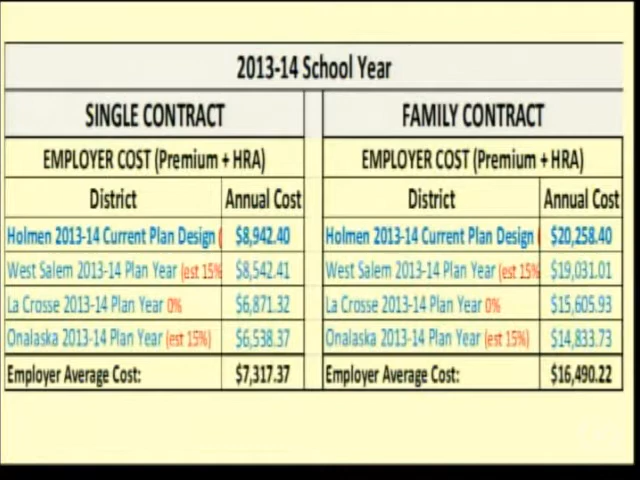 2013-14 School Year
SINGLE CONTRACT FAMILY CONTRACT
EMPLOYER COST (Premium + HRA) EMPLOYER COST (Premium + HRA)
District Annual Cost District Annual Cost
Holmen 2013-14 Current Plan Design ( $8,942.40 Holmen 2013-14 Current Plan Design ( $20,258.40
West Salem 2013-14 Plan Year (est 15% $8,542.41 West Salem 2013-14 Plan Year (est 15% $19,031.01
La Crosse 2013-14 Plan Year 0% $6,871.32 La Crosse 2013-14 Plan Year 0% $15,605.93
Onalaska 2013-14 Plan Year (est 15%) $6,538.37 Onalaska 2013-14 Plan Year (est 15%) $14,833.73
Employer Average Cost: $7,317.37 Employer Average Cost: $16,490.22